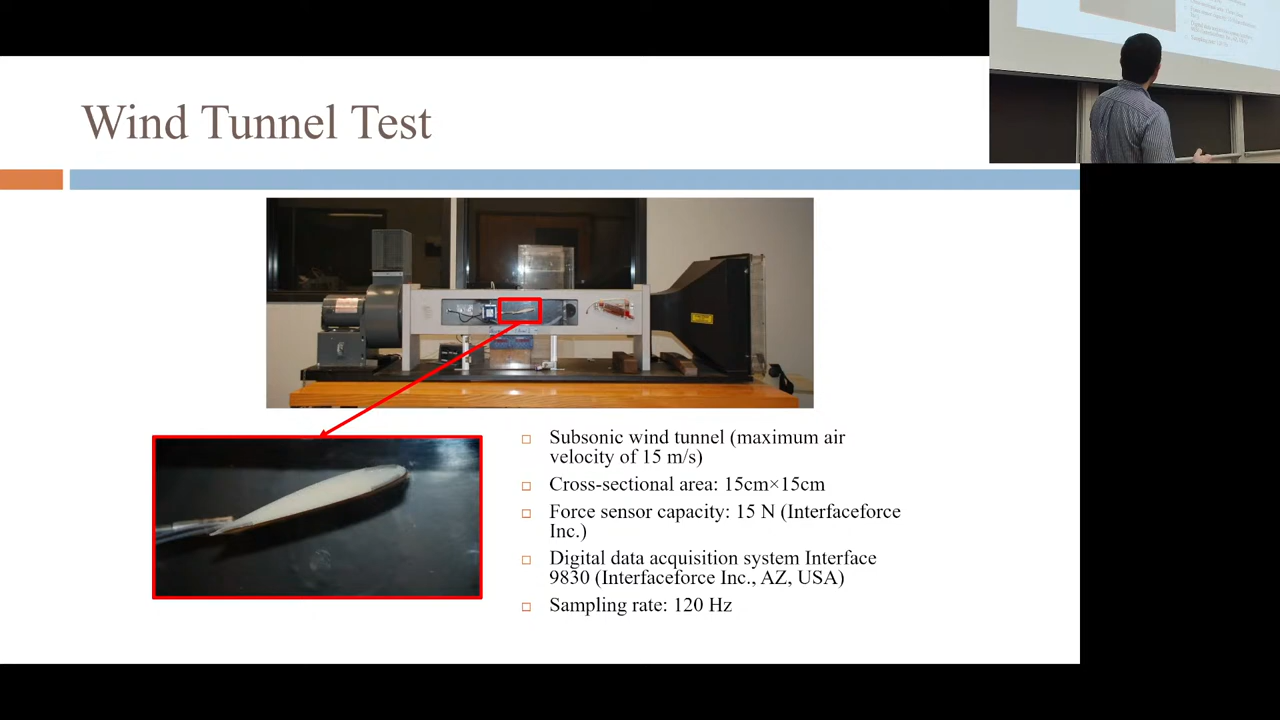 Wind Tunnel Test
□ Subsonic wind tunnel (maximum air
velocity of 15 m/s)
□ Cross-sectional area: 15cm×15cm
□ Force sensor capacity: 15 N (Interfaceforce
Inc.)
□ Digital data acquisition system Interface
9830 (Interfaceforce Inc., AZ, USA)
□ Sampling rate: 120 Hz